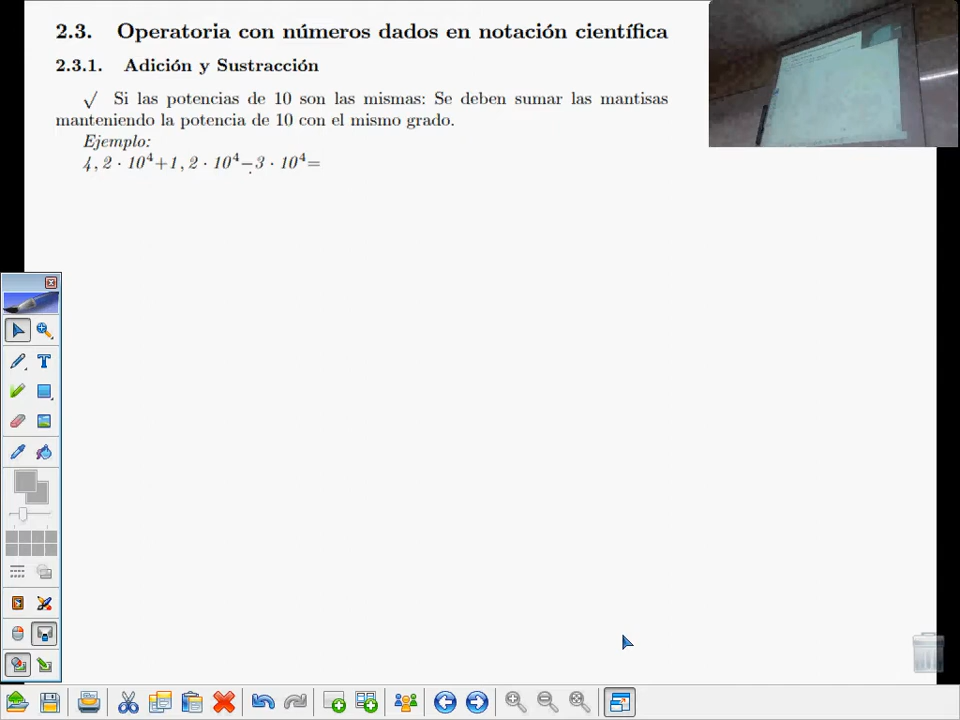 2.3. Operatoria con números dados en notación científica
2.3.1. Adición y Sustracción
√ Si las potencias de 10 son las mismas: Se deben sumar las mantisas
manteniendo la potencia de 10 con el mismo grado.
Ejemplo:
4, 2 · 10⁴+1, 2 · 10⁴−3 · 10⁴=
T